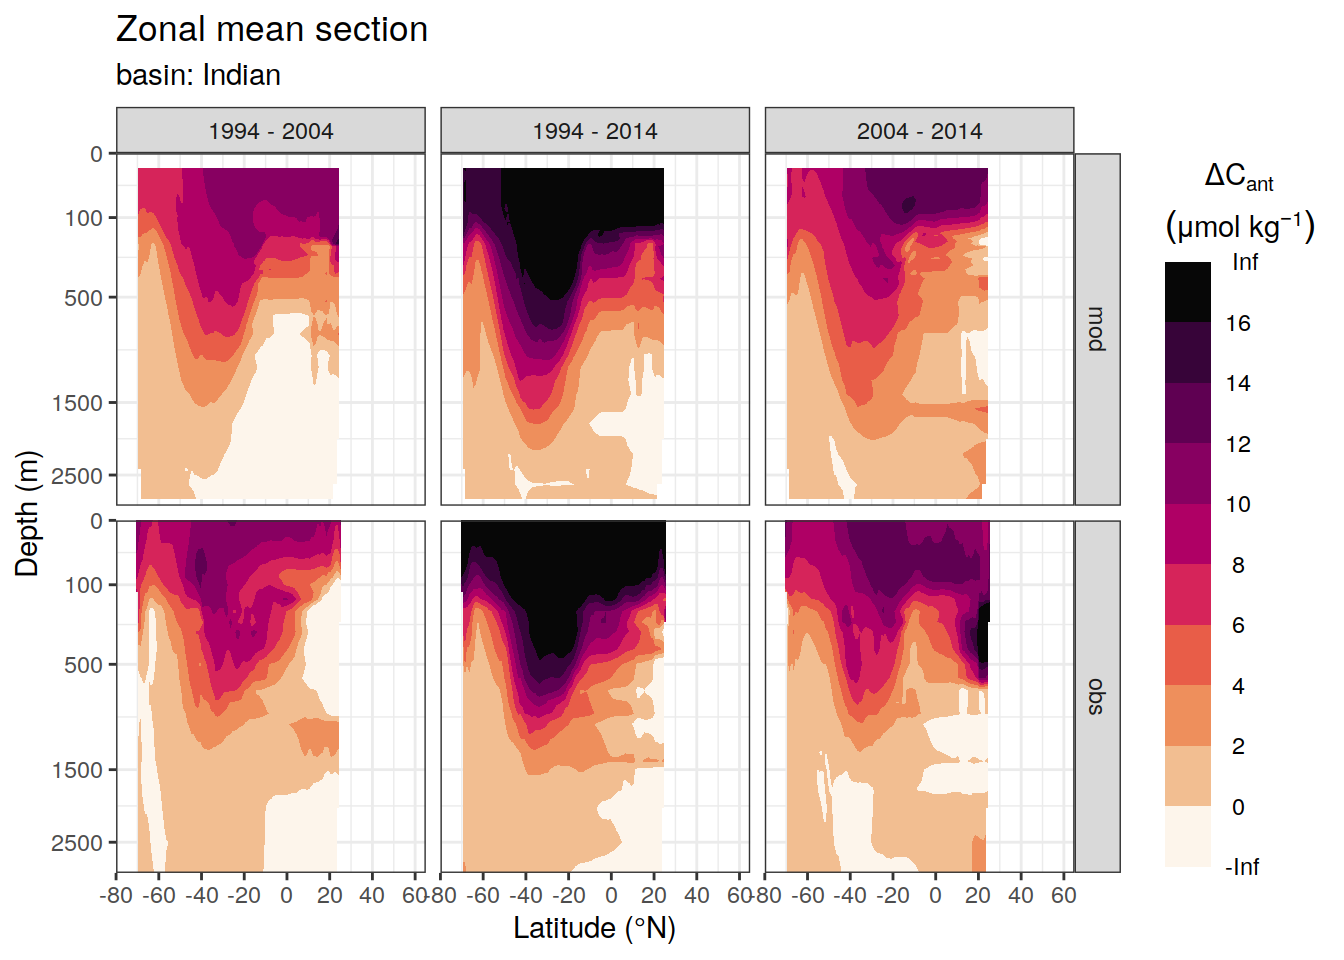 Zonal mean section
basin: Indian
1994 - 2004 1994 - 2014 2004 - 2014
0
100
500
1500
2500
mod
0
100
500
1500
2500
obs
Depth (m)
-80 -60 -40 -20 0 20 40 60
-80 -60 -40 -20 0 20 40 60
-80 -60 -40 -20 0 20 40 60
Latitude (°N)
ΔCant
(μmol kg⁻¹)
Inf
16
14
12
10
8
6
4
2
0
-Inf